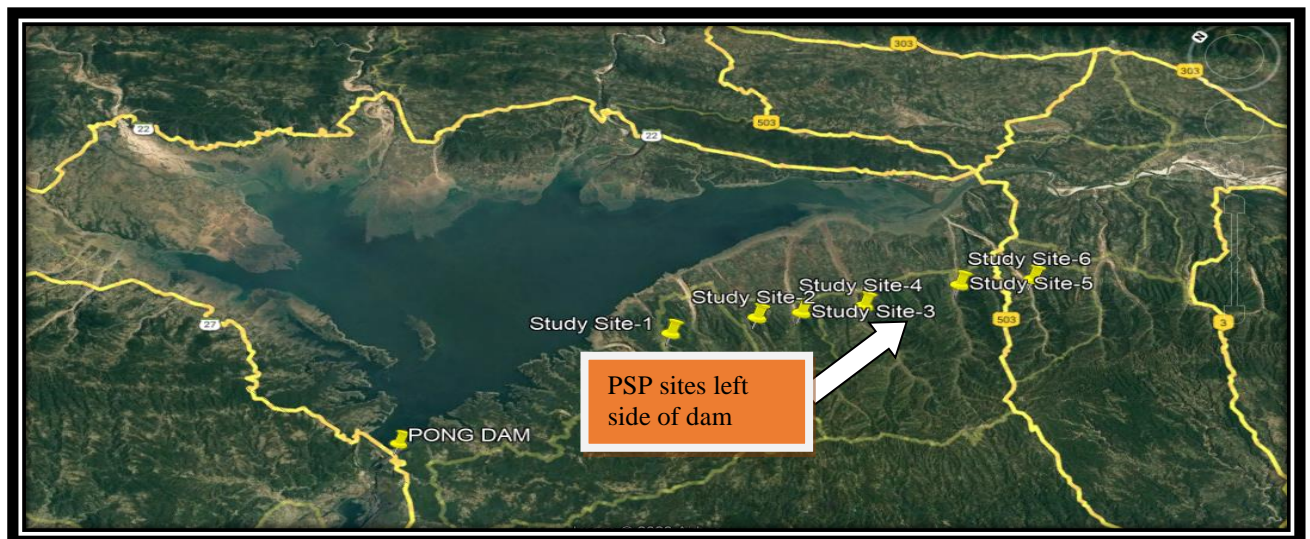 N
303
303
22
503
22
Study Site-6
Study Site-5
Study Site-4
Study Site-2
Study Site-3
Study Site-1
27
503
3
PSP sites left
side of dam
PONG DAM